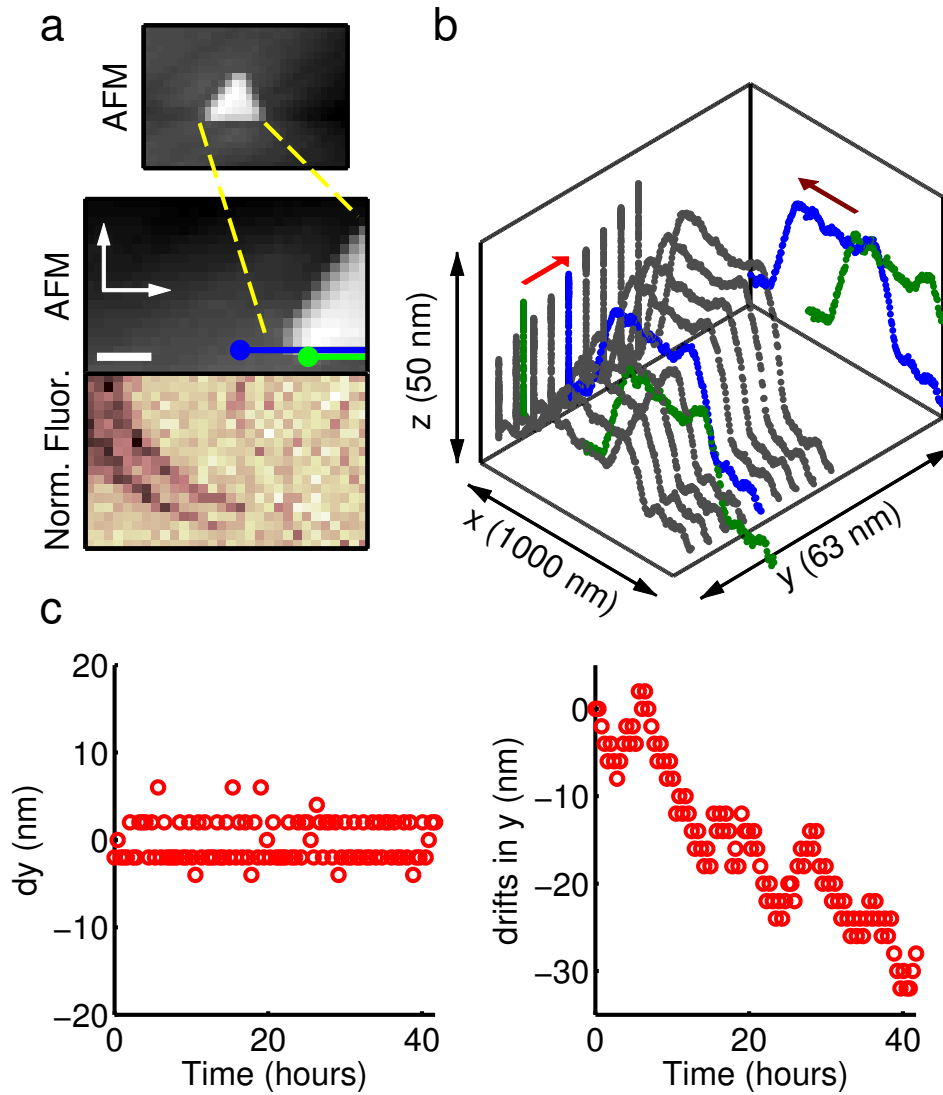 a
AFM
AFM
Norm. Fluor.
b
z (50 nm)
x (1000 nm)
y (63 nm)
c
20
10
0
−10
−20
dy (nm)
0
20
40
Time (hours)
0
−10
−20
−30
drifts in y (nm)
0
20
40
Time (hours)